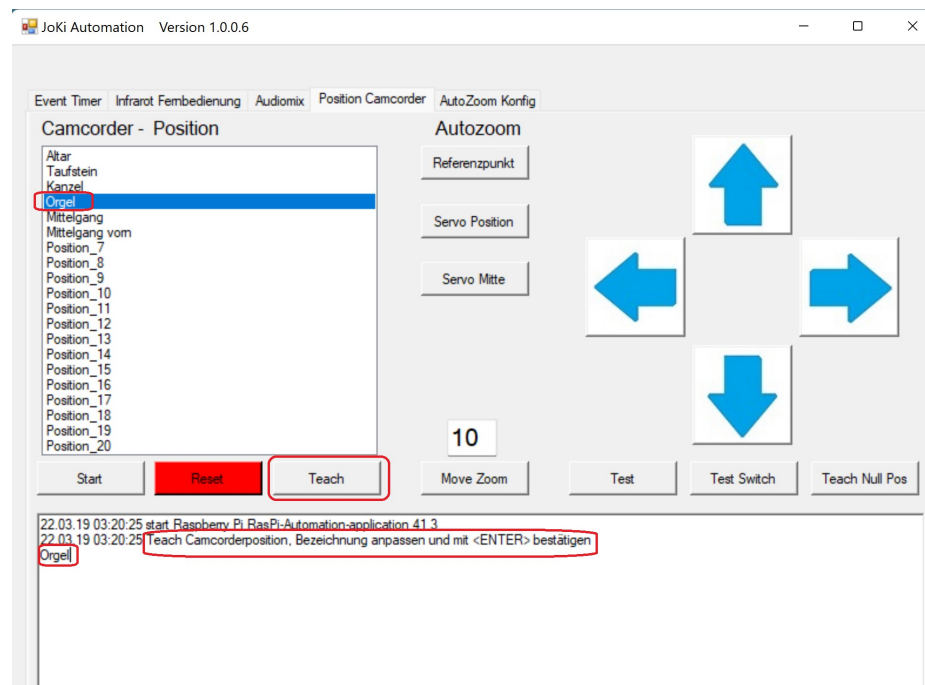 JoKi Automation Version 1.0.0.6
Event Timer Infrarot Fernbedienung Audiomix Position Camcorder AutoZoom Konfig
Camcorder - Position
Autozoom
Altar
Taufstein
Kanzel
Orgel
Mittelgang
Mittelgang vorn
Position_7
Position_8
Position_9
Position_10
Position_11
Position_12
Position_13
Position_14
Position_15
Position_16
Position_17
Position_18
Position_19
Position_20
Referenzpunkt
Servo Position
Servo Mitte
10
Start Reset Teach Move Zoom Test Test Switch Teach Null Pos
22.03.19 03:20:25 start Raspberry Pi RasPi-Automation-application 41.3
22.03.19 03:20:25 Teach Camcorderposition, Bezeichnung anpassen und mit <ENTER> bestätigen
Orgel